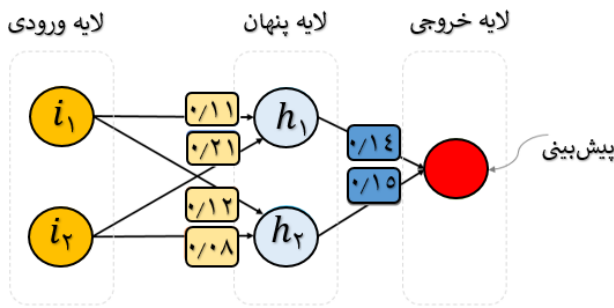 لایه ورودی
لایه پنهان
لایه خروجی
i۱
۰/۱۱
h۱
۰/۱۴
۰/۲۱
پیش‌بینی
۰/۱۵
۰/۱۲
i۲
۰/۰۸
h۲